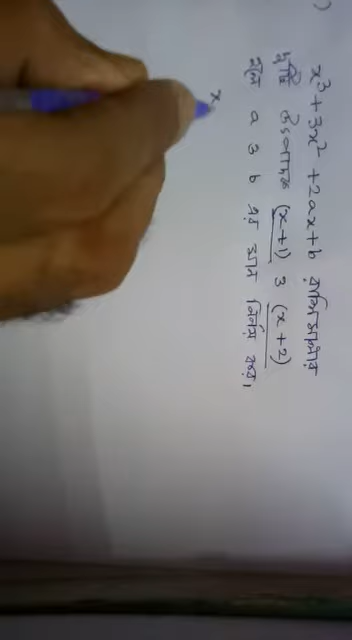 )
x³ + 3x² + 2ax + b রাশিমালার
দুটি উৎপাদক (x+1) ও (x+2)
হলে a ও b এর মান নির্ণয় কর।
x